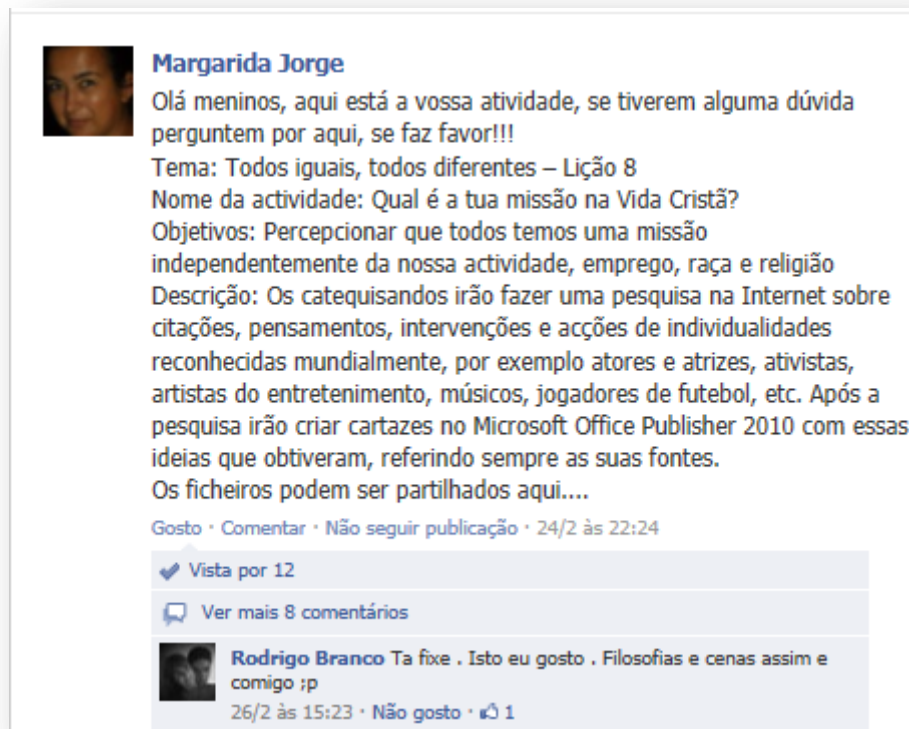 Margarida Jorge
Olá meninos, aqui está a vossa atividade, se tiverem alguma dúvida
perguntem por aqui, se faz favor!!!
Tema: Todos iguais, todos diferentes – Lição 8
Nome da actividade: Qual é a tua missão na Vida Cristã?
Objetivos: Percepcionar que todos temos uma missão
independentemente da nossa actividade, emprego, raça e religião
Descrição: Os catequisandos irão fazer uma pesquisa na Internet sobre
citações, pensamentos, intervenções e acções de individualidades
reconhecidas mundialmente, por exemplo atores e atrizes, ativistas,
artistas do entretenimento, músicos, jogadores de futebol, etc. Após a
pesquisa irão criar cartazes no Microsoft Office Publisher 2010 com essas
ideias que obtiveram, referindo sempre as suas fontes.
Os ficheiros podem ser partilhados aqui....
Gosto · Comentar · Não seguir publicação · 24/2 às 22:24
Vista por 12
Ver mais 8 comentários
Rodrigo Branco Ta fixe . Isto eu gosto . Filosofias e cenas assim e
comigo ;p
26/2 às 15:23 · Não gosto · 1